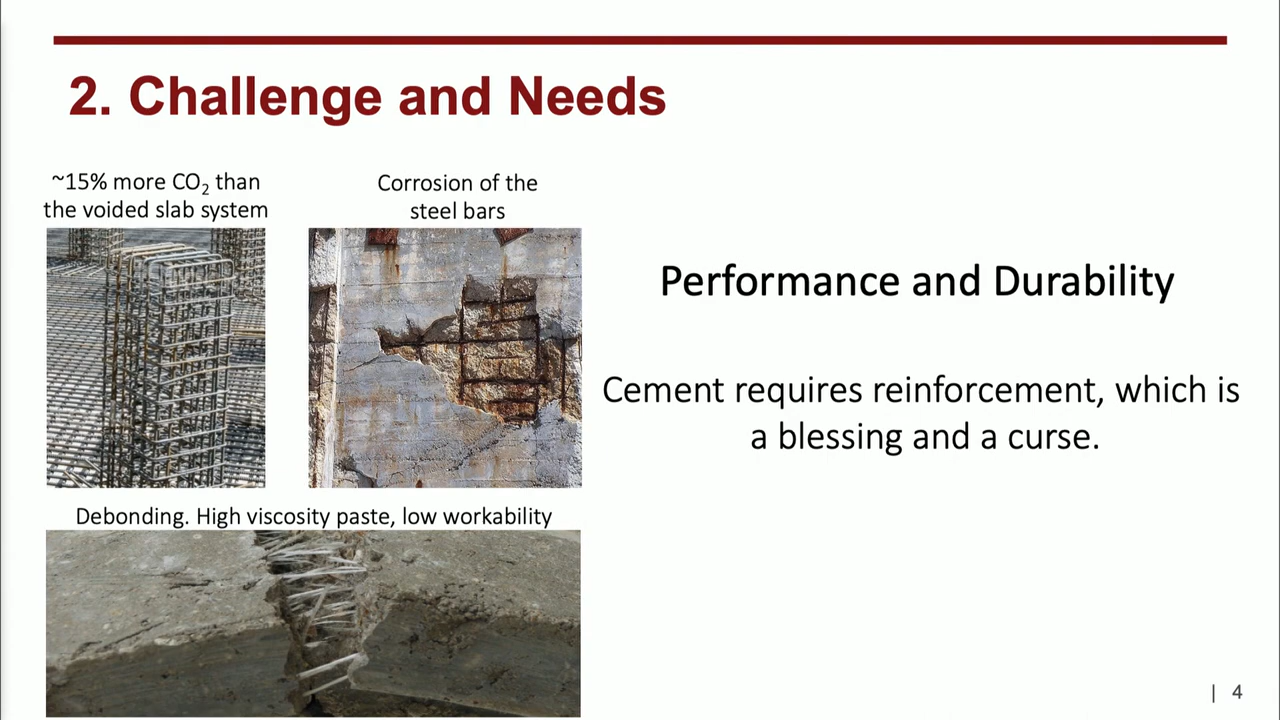 2. Challenge and Needs
~15% more CO₂ than
the voided slab system
Corrosion of the
steel bars
Performance and Durability
Cement requires reinforcement, which is
a blessing and a curse.
Debonding. High viscosity paste, low workability
| 4